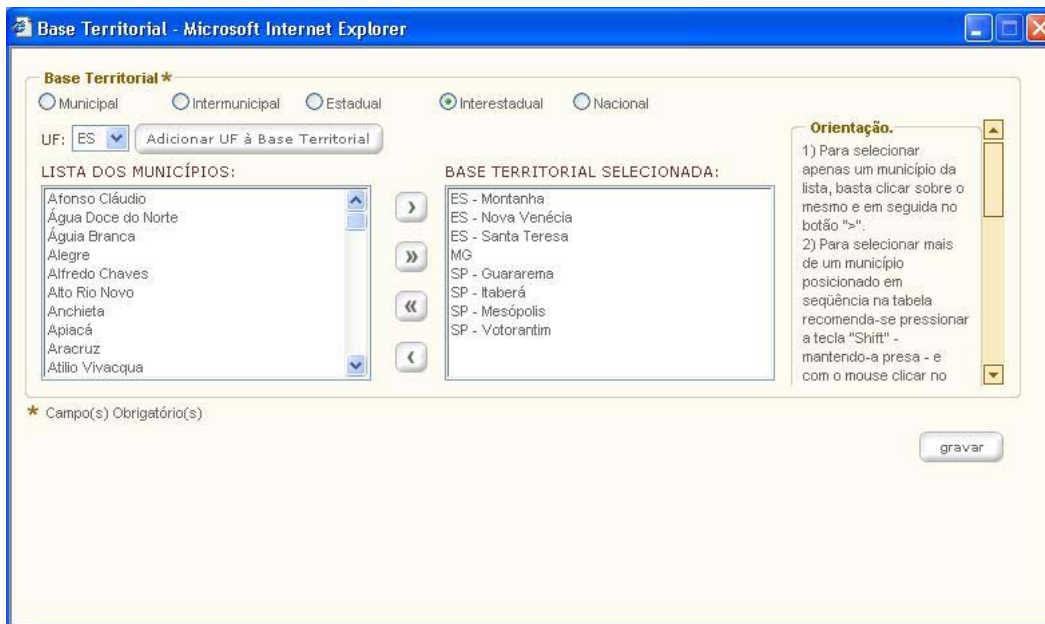 Base Territorial - Microsoft Internet Explorer
Base Territorial *
Municipal Intermunicipal Estadual Interestadual Nacional
UF: ES Adicionar UF à Base Territorial
LISTA DOS MUNICÍPIOS:
Afonso Cláudio
Água Doce do Norte
Águia Branca
Alegre
Alfredo Chaves
Alto Rio Novo
Anchieta
Apiacá
Aracruz
Atilio Vivacqua
>
»
«
<
BASE TERRITORIAL SELECIONADA:
ES - Montanha
ES - Nova Venécia
ES - Santa Teresa
MG
SP - Guararema
SP - Itaberá
SP - Mesópolis
SP - Votorantim
Orientação.
1) Para selecionar
apenas um município da
lista, basta clicar sobre o
mesmo e em seguida no
botão ">".
2) Para selecionar mais
de um município
posicionado em
seqüência na tabela
recomenda-se pressionar
a tecla "Shift" -
mantendo-a presa - e
com o mouse clicar no
* Campo(s) Obrigatório(s)
gravar